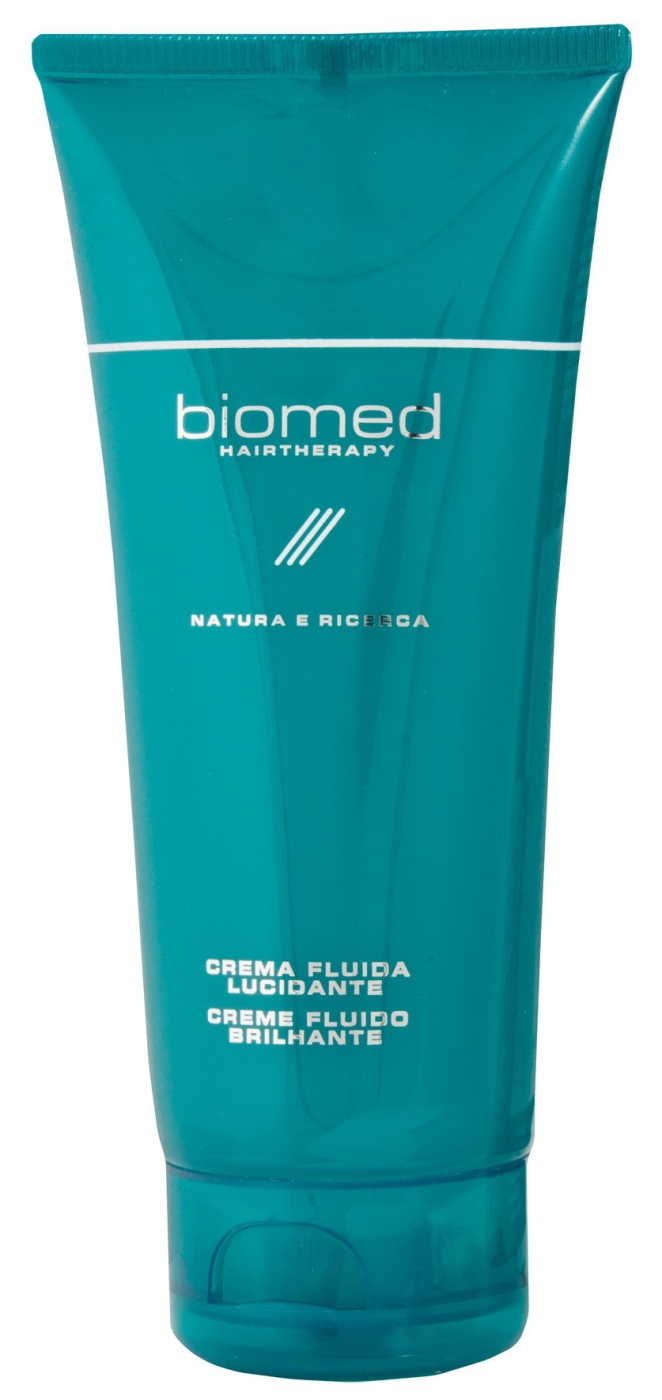 biomed
HAIRTHERAPY
NATURA E RICERCA
CREMA FLUIDA
LUCIDANTE
CREME FLUIDO
BRILHANTE